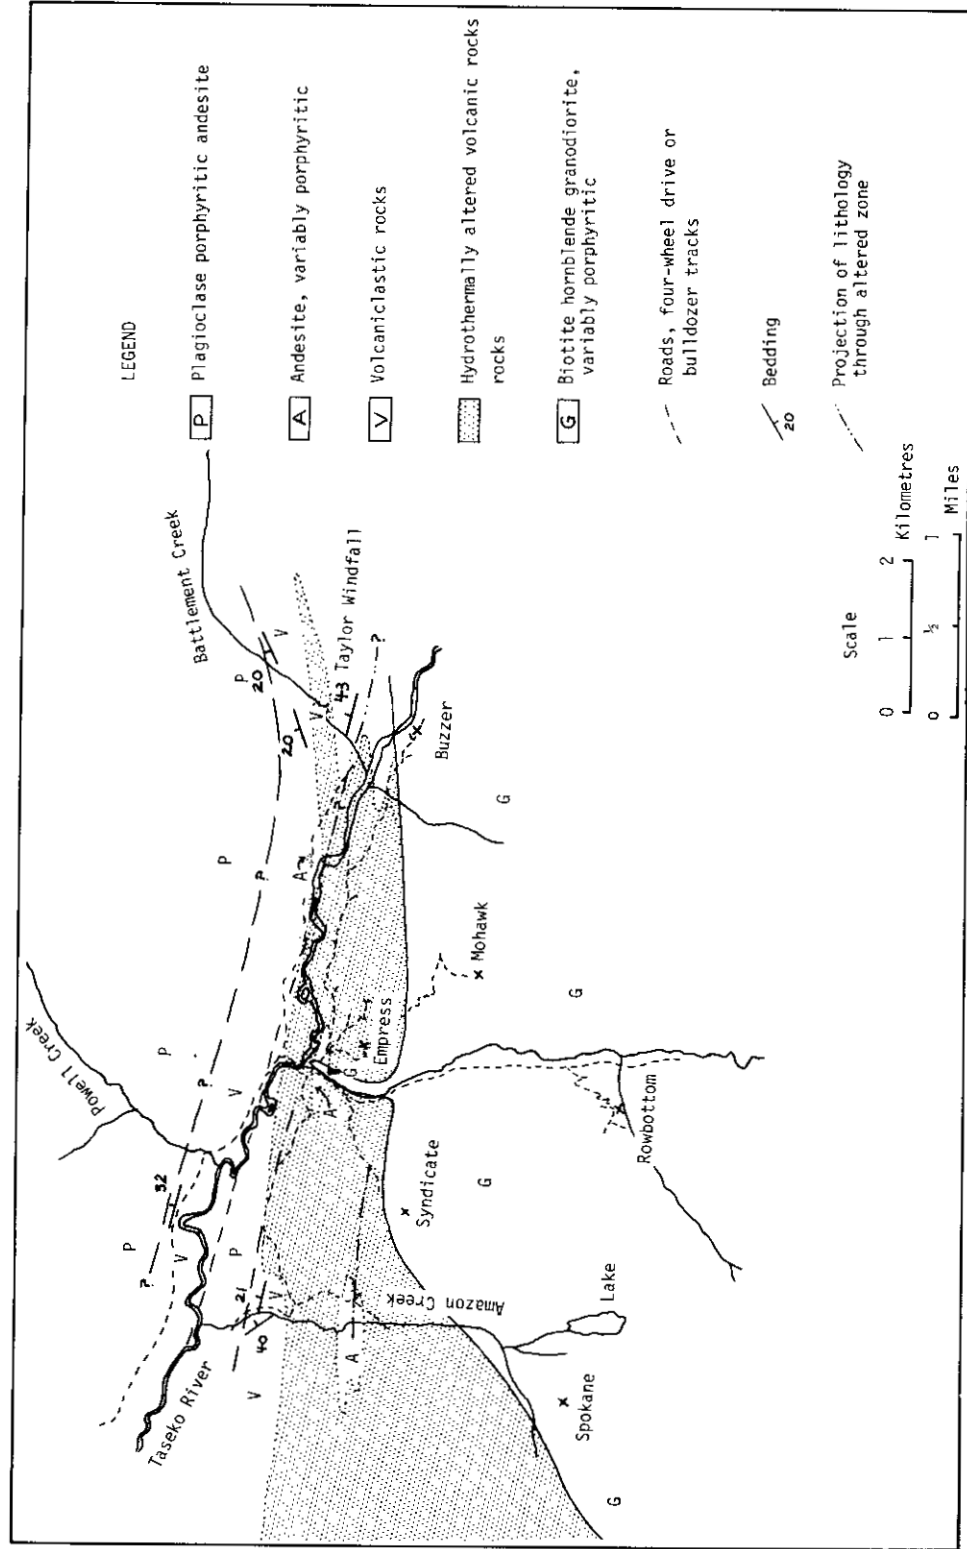 LEGEND
P Plagioclase porphyritic andesite
A Andesite, variably porphyritic
V Volcaniclastic rocks
Hydrothermally altered volcanic rocks
rocks
G Biotite hornblende granodiorite,
variably porphyritic
Roads, four-wheel drive or
bulldozer tracks
20 Bedding
Projection of lithology
through altered zone
Scale
0 1 2 Kilometres
0 ½ 1 Miles
Powell Creek
Battlement Creek
Taseko River
Amazon Creek
Taylor Windfall
Buzzer
Empress
Mohawk
Syndicate
Rowbottom
Lake
Spokane
P
?
V
32
P
?
V
P
?
P
20
20
V
V
43
?
?
A
P
21
40
V
V
A
A
G
G
G
G
G